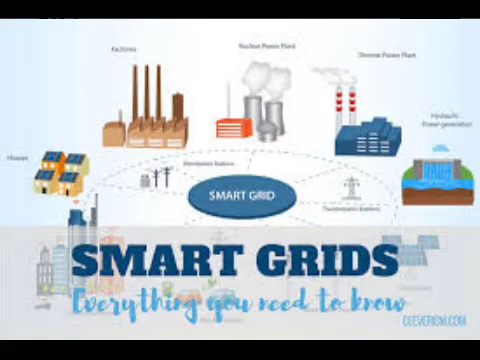 Factories
Nuclear Power Plant
Thermal Power Plant
Hydraulic
Power generation
Houses
Distribution Stations
SMART GRID
Transmission Stations
SMART GRIDS
Everything you need to know
CLEVERISM.COM